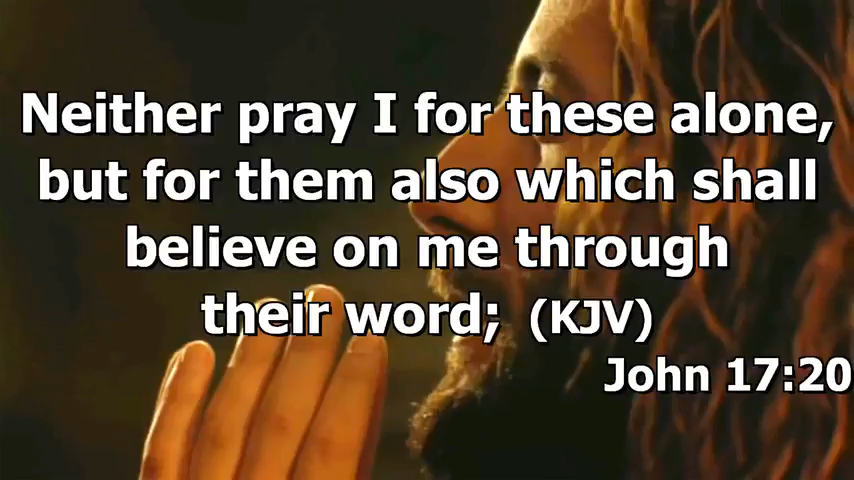 Neither pray I for these alone,
but for them also which shall
believe on me through
their word; (KJV)
John 17:20